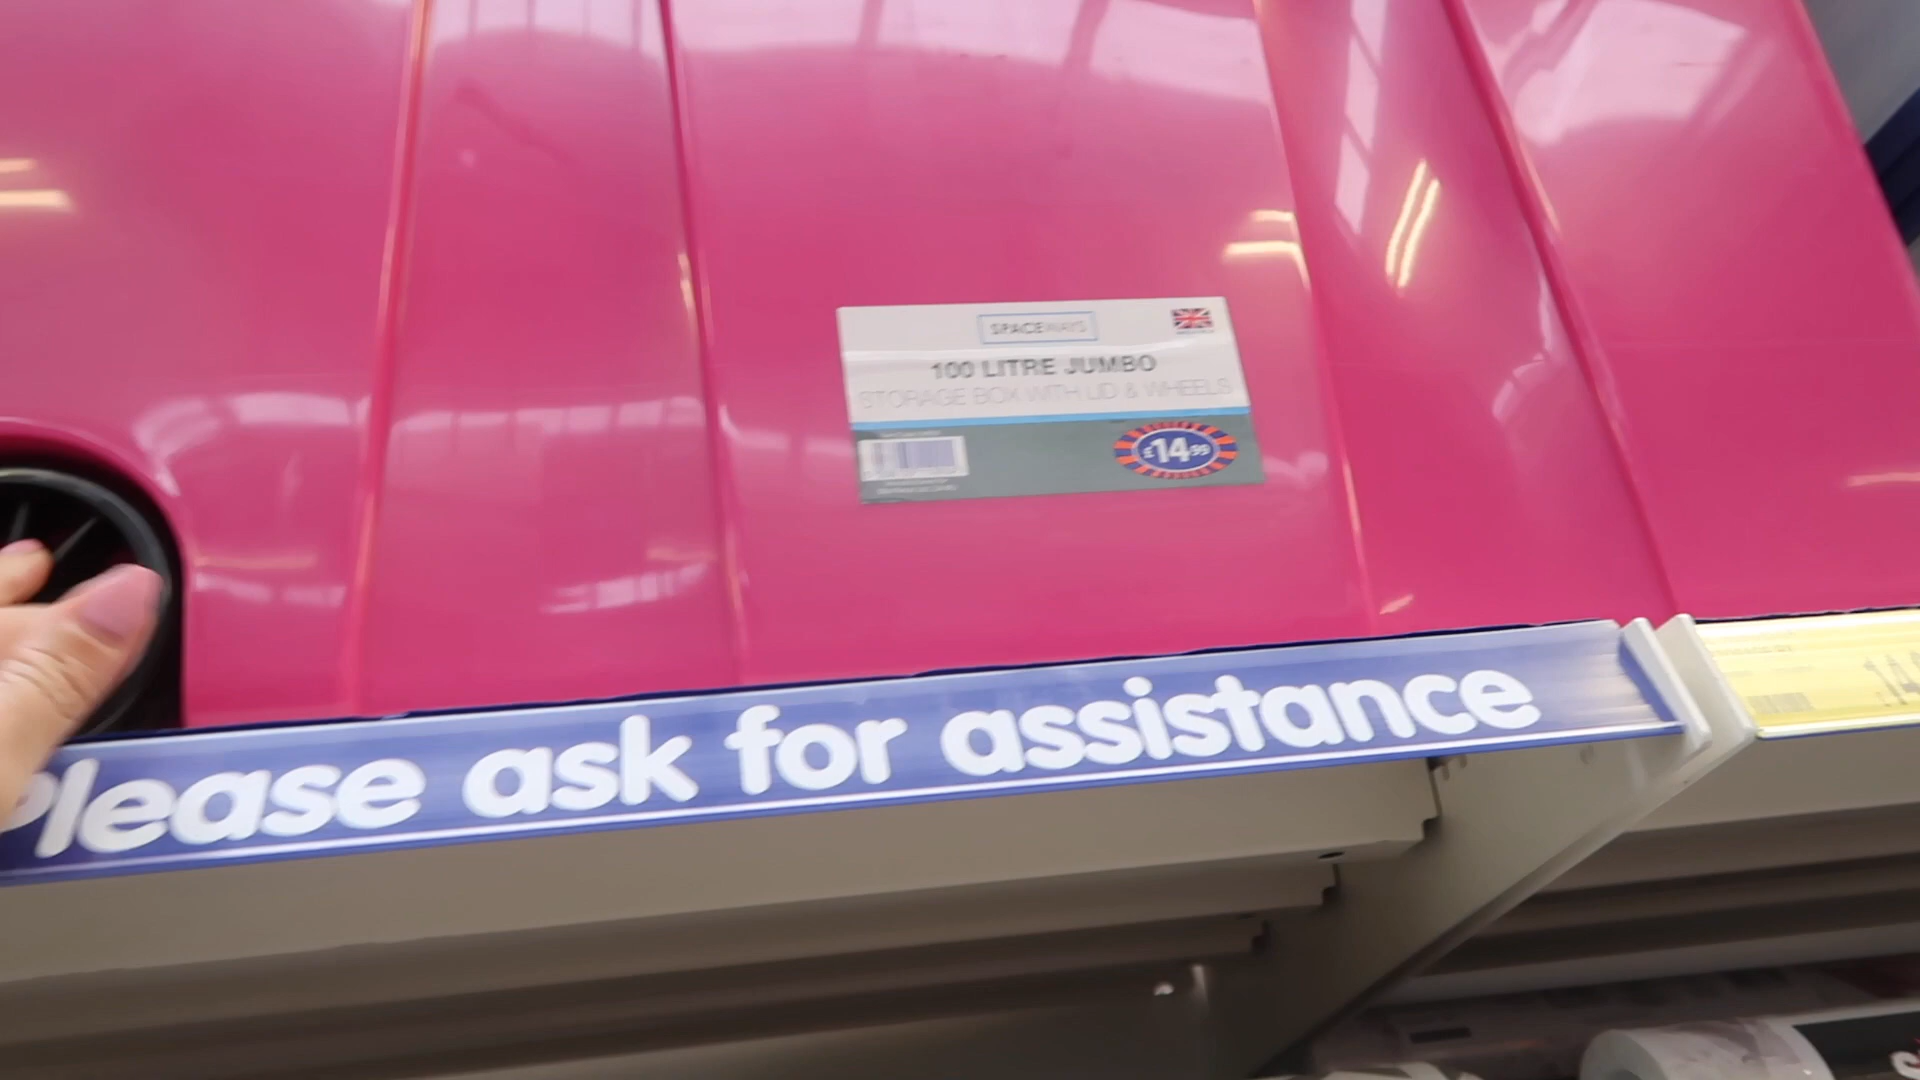 SPACEWAYS
100 LITRE JUMBO
STORAGE BOX WITH LID & WHEELS
£14.99
Please ask for assistance